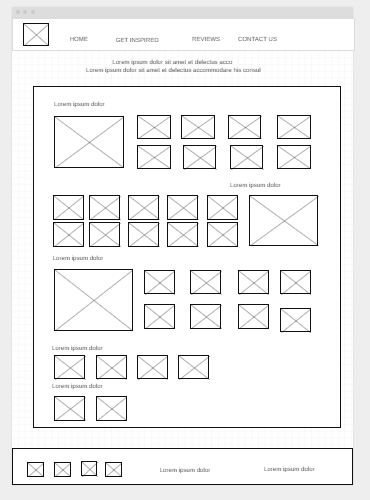 HOME GET INSPIRED REVIEWS CONTACT US
Lorem ipsum dolor sit amet et delectus acco
Lorem ipsum dolor sit amet et delectus accommodare his consul
Lorem ipsum dolor
Lorem ipsum dolor
Lorem ipsum dolor
Lorem ipsum dolor
Lorem ipsum dolor
Lorem ipsum dolor Lorem ipsum dolor